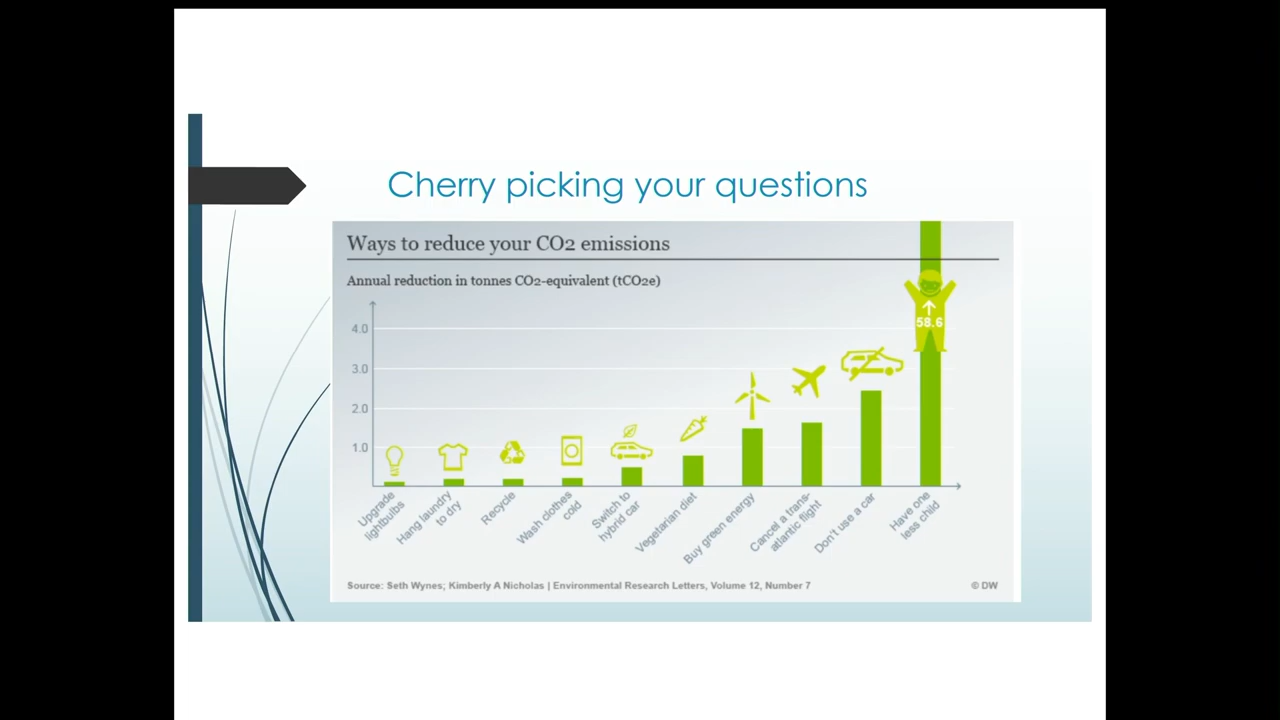 Cherry picking your questions
Ways to reduce your CO2 emissions
Annual reduction in tonnes CO2-equivalent (tCO2e)
58.6
4.0
3.0
2.0
1.0
Upgrade
lightbulbs
Hang laundry
to dry
Recycle
Wash clothes
cold
Switch to
hybrid car
Vegetarian diet
Buy green energy
Cancel a trans-
atlantic flight
Don't use a car
Have one
less child
Source: Seth Wynes; Kimberly A Nicholas | Environmental Research Letters, Volume 12, Number 7
© DW